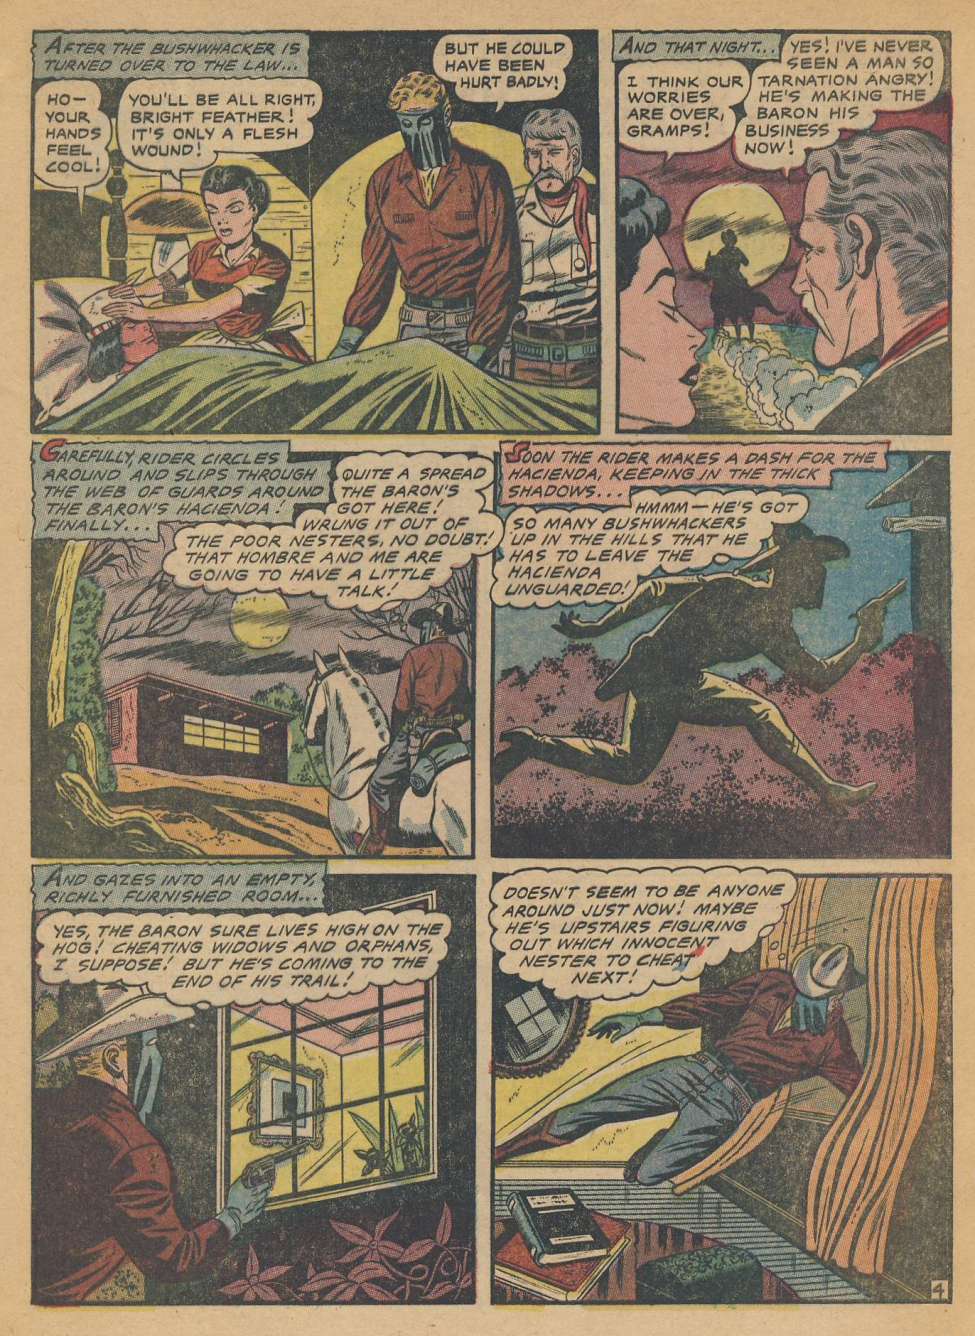 AFTER THE BUSHWHACKER IS
TURNED OVER TO THE LAW...
HO—
YOUR
HANDS
FEEL
COOL!
YOU'LL BE ALL RIGHT,
BRIGHT FEATHER!
IT'S ONLY A FLESH
WOUND!
BUT HE COULD
HAVE BEEN
HURT BADLY!
AND THAT NIGHT...
I THINK OUR
WORRIES
ARE OVER,
GRAMPS!
YES! I'VE NEVER
SEEN A MAN SO
TARNATION ANGRY!
HE'S MAKING THE
BARON HIS
BUSINESS
NOW!
CAREFULLY, RIDER CIRCLES
AROUND AND SLIPS THROUGH
THE WEB OF GUARDS AROUND
THE BARON'S HACIENDA!
FINALLY...
QUITE A SPREAD
THE BARON'S
GOT HERE!
WRUNG IT OUT OF
THE POOR NESTERS, NO DOUBT!
THAT HOMBRE AND ME ARE
GOING TO HAVE A LITTLE
TALK!
SOON THE RIDER MAKES A DASH FOR THE
HACIENDA, KEEPING IN THE THICK
SHADOWS...
HMMM — HE'S GOT
SO MANY BUSHWHACKERS
UP IN THE HILLS THAT HE
HAS TO LEAVE THE
HACIENDA
UNGUARDED!
AND GAZES INTO AN EMPTY,
RICHLY FURNISHED ROOM...
YES, THE BARON SURE LIVES HIGH ON THE
HOG! CHEATING WIDOWS AND ORPHANS,
I SUPPOSE! BUT HE'S COMING TO THE
END OF HIS TRAIL!
DOESN'T SEEM TO BE ANYONE
AROUND JUST NOW! MAYBE
HE'S UPSTAIRS FIGURING
OUT WHICH INNOCENT
NESTER TO CHEAT
NEXT!
4